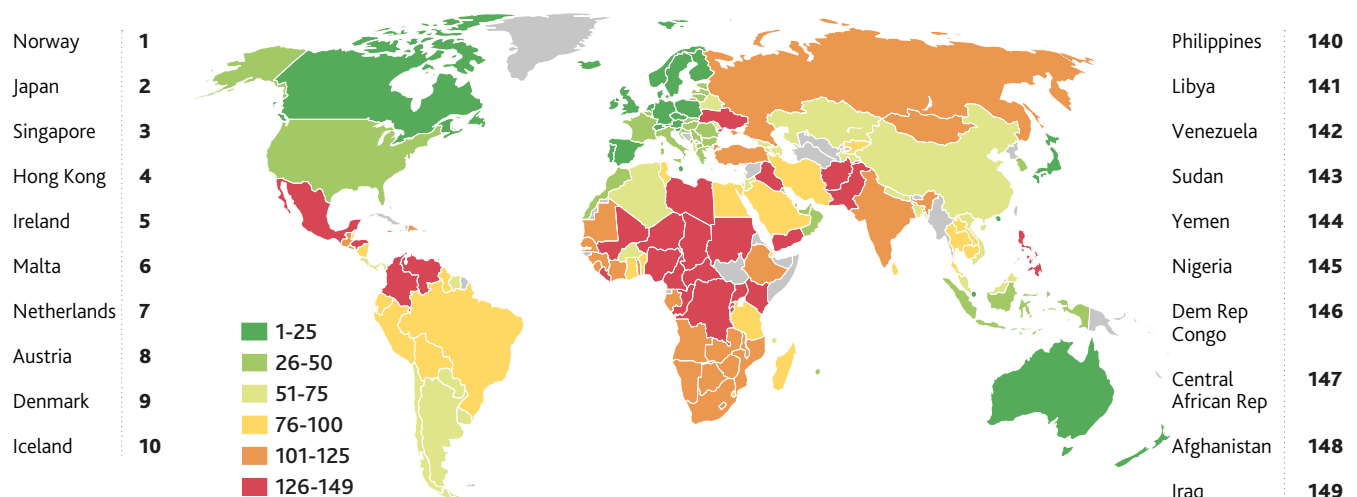 Norway 1
Japan 2
Singapore 3
Hong Kong 4
Ireland 5
Malta 6
Netherlands 7
Austria 8
Denmark 9
Iceland 10
1-25
26-50
51-75
76-100
101-125
126-149
Philippines 140
Libya 141
Venezuela 142
Sudan 143
Yemen 144
Nigeria 145
Dem Rep 146
Congo
Central 147
African Rep
Afghanistan 148
Iraq 149